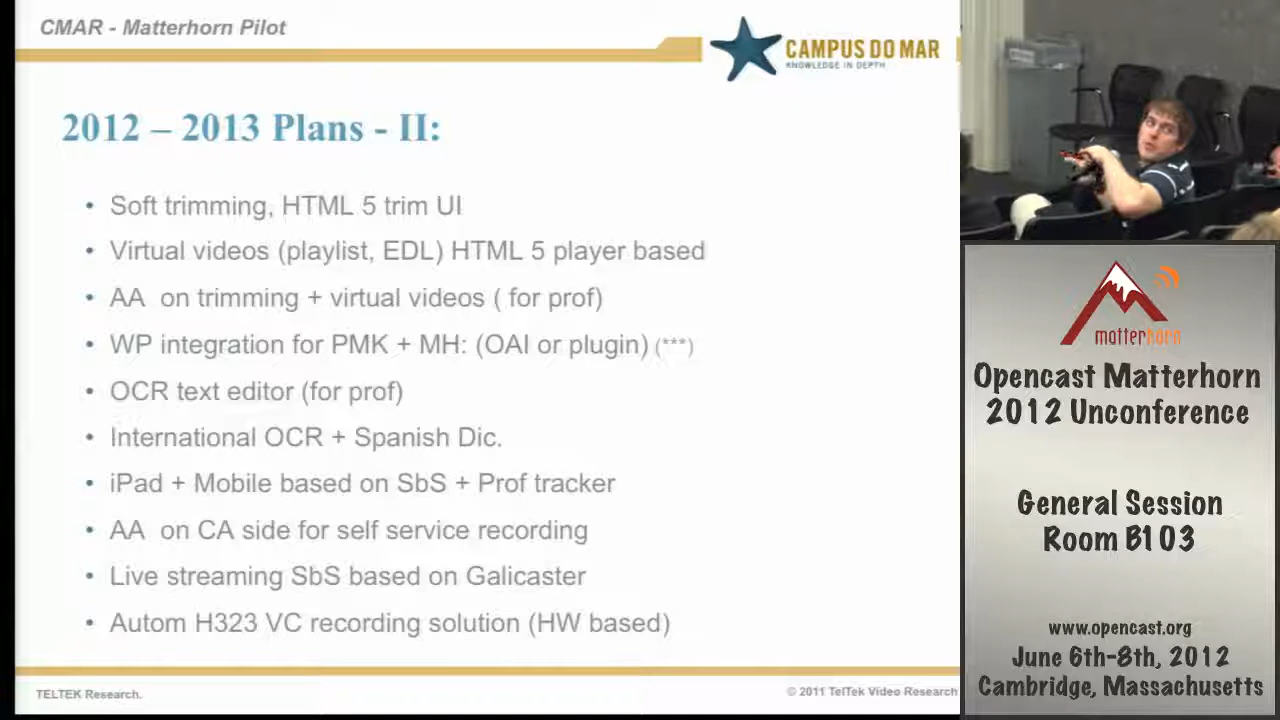 CMAR - Matterhorn Pilot
CAMPUS DO MAR
KNOWLEDGE IN DEPTH
2012 – 2013 Plans - II:
• Soft trimming, HTML 5 trim UI
• Virtual videos (playlist, EDL) HTML 5 player based
• AA on trimming + virtual videos ( for prof)
• WP integration for PMK + MH: (OAI or plugin) (***)
• OCR text editor (for prof)
• International OCR + Spanish Dic.
• iPad + Mobile based on SbS + Prof tracker
• AA on CA side for self service recording
• Live streaming SbS based on Galicaster
• Autom H323 VC recording solution (HW based)
TELTEK Research.
© 2011 TelTek Video Research
matterhorn
Opencast Matterhorn
2012 Unconference
General Session
Room B103
www.opencast.org
June 6th-8th, 2012
Cambridge, Massachusetts